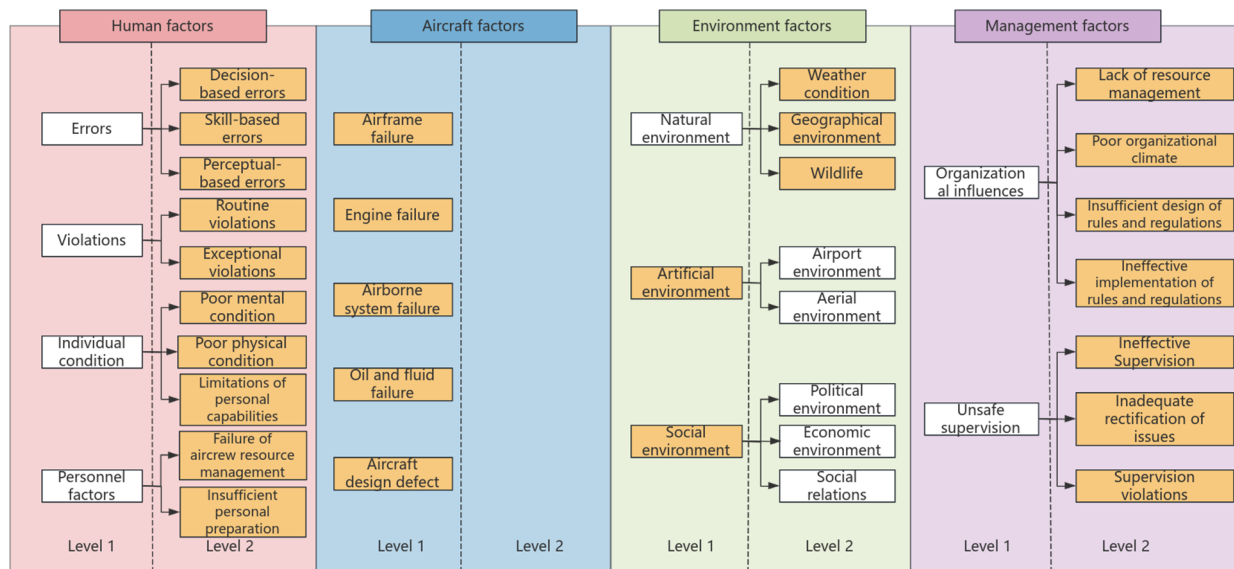 Human factors
Decision-
based errors
Errors
Skill-based
errors
Perceptual-
based errors
Violations
Routine
violations
Exceptional
violations
Individual
condition
Poor mental
condition
Poor physical
condition
Limitations of
personal
capabilities
Personnel
factors
Failure of
aircrew resource
management
Insufficient
personal
preparation
Level 1
Level 2
Aircraft factors
Airframe
failure
Engine failure
Airborne
system failure
Oil and fluid
failure
Aircraft
design defect
Level 1
Level 2
Environment factors
Natural
environment
Weather
condition
Geographical
environment
Wildlife
Artificial
environment
Airport
environment
Aerial
environment
Social
environment
Political
environment
Economic
environment
Social
relations
Level 1
Level 2
Management factors
Organization
al influences
Lack of resource
management
Poor organizational
climate
Insufficient design of
rules and regulations
Ineffective
implementation of
rules and regulations
Unsafe
supervision
Ineffective
Supervision
Inadequate
rectification of
issues
Supervision
violations
Level 1
Level 2